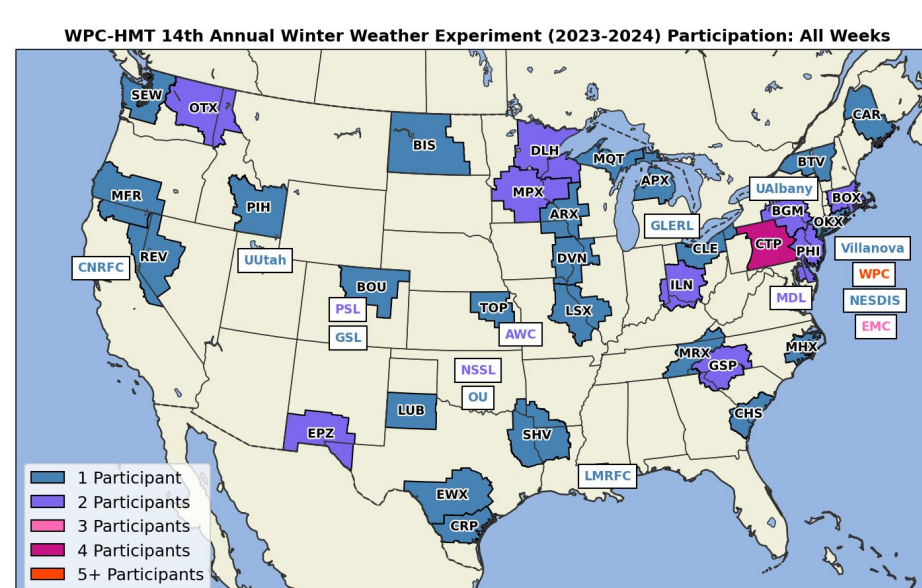 WPC-HMT 14th Annual Winter Weather Experiment (2023-2024) Participation: All Weeks
SEW
OTX
CAR
BIS
DLH
MQT
BTV
APX
UAlbany
MFR
PIH
MPX
BOX
ARX
BGM
OKX
GLERL
REV
CNRFC
UUtah
DVN
CLE
CTP
PHI
Villanova
WPC
BOU
ILN
PSL
TOP
LSX
MDL
NESDIS
GSL
AWC
EMC
MRX
MHX
NSSL
GSP
OU
LUB
CHS
EPZ
SHV
LMRFC
EWX
CRP
1 Participant
2 Participants
3 Participants
4 Participants
5+ Participants